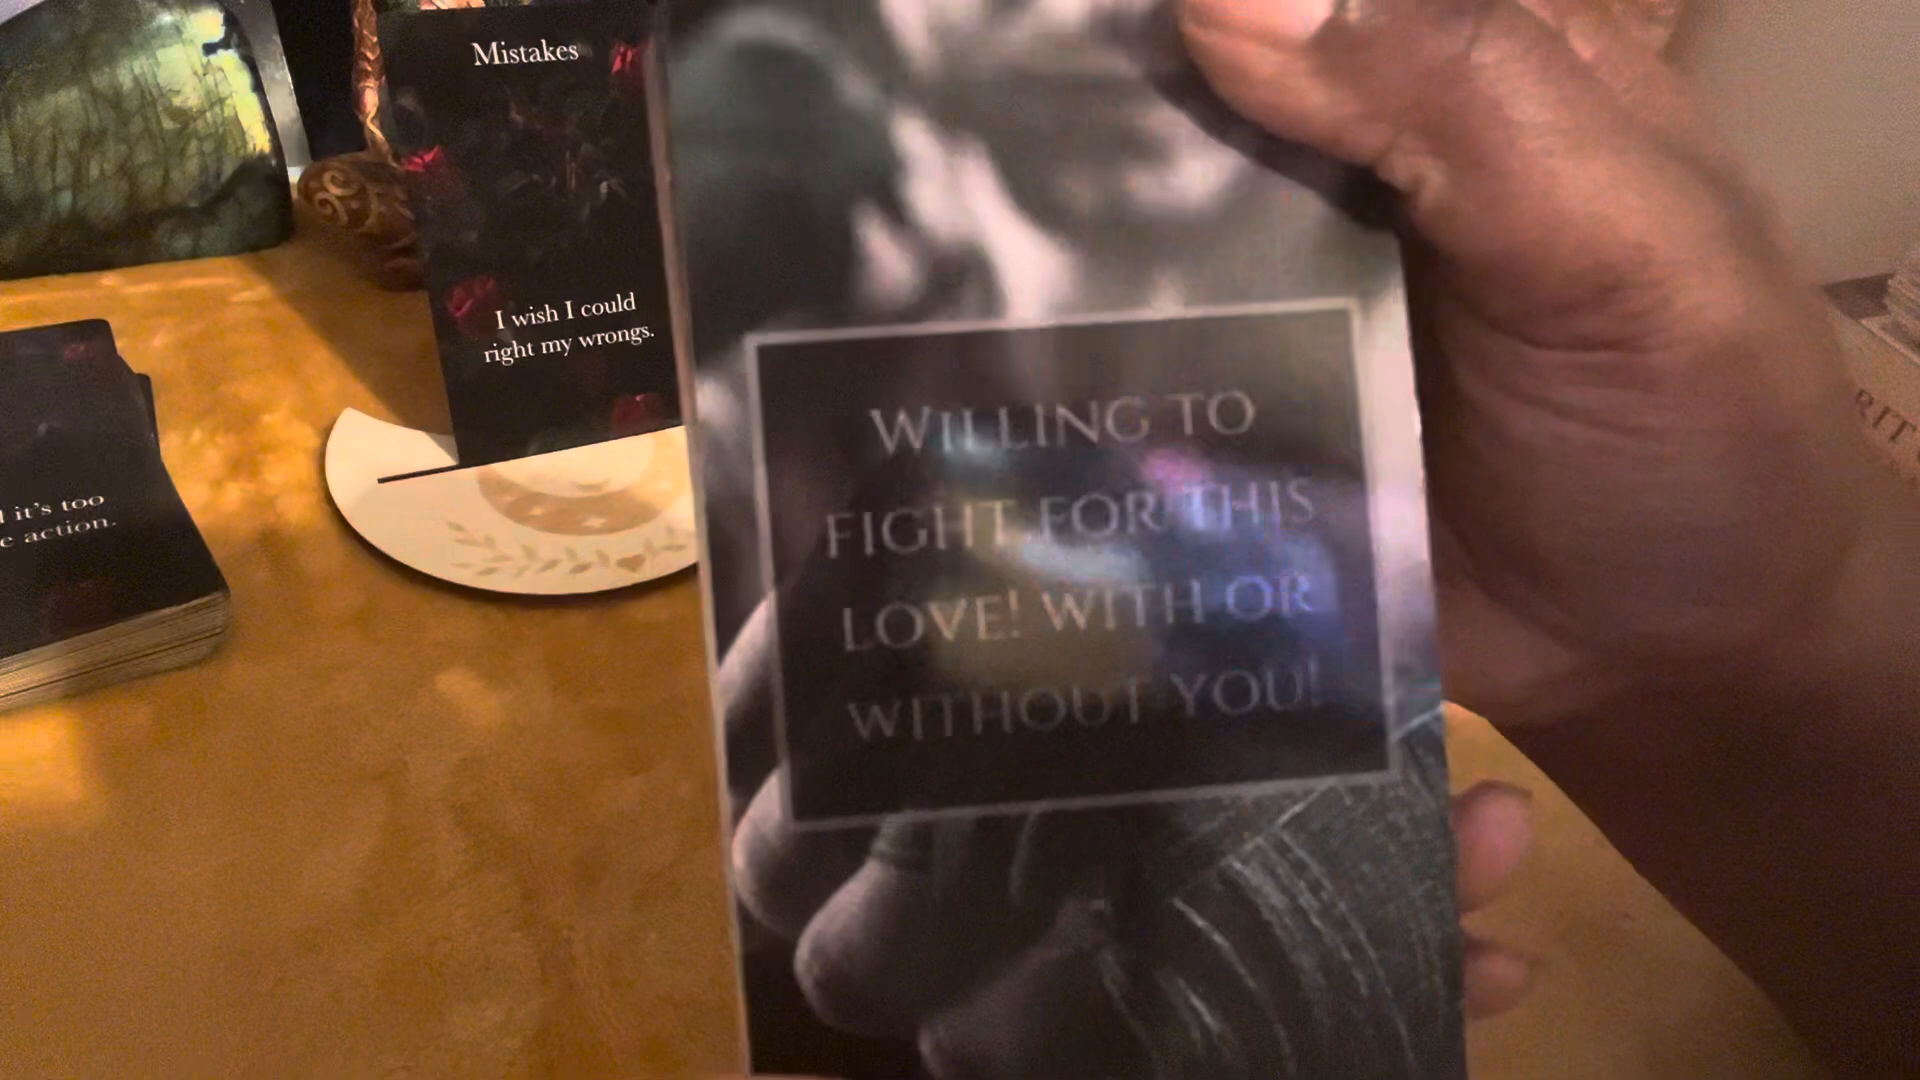 Mistakes
I wish I could
right my wrongs.
it's too
action.
WILLING TO
FIGHT FOR THIS
LOVE! WITH OR
WITHOUT YOU!
RIT